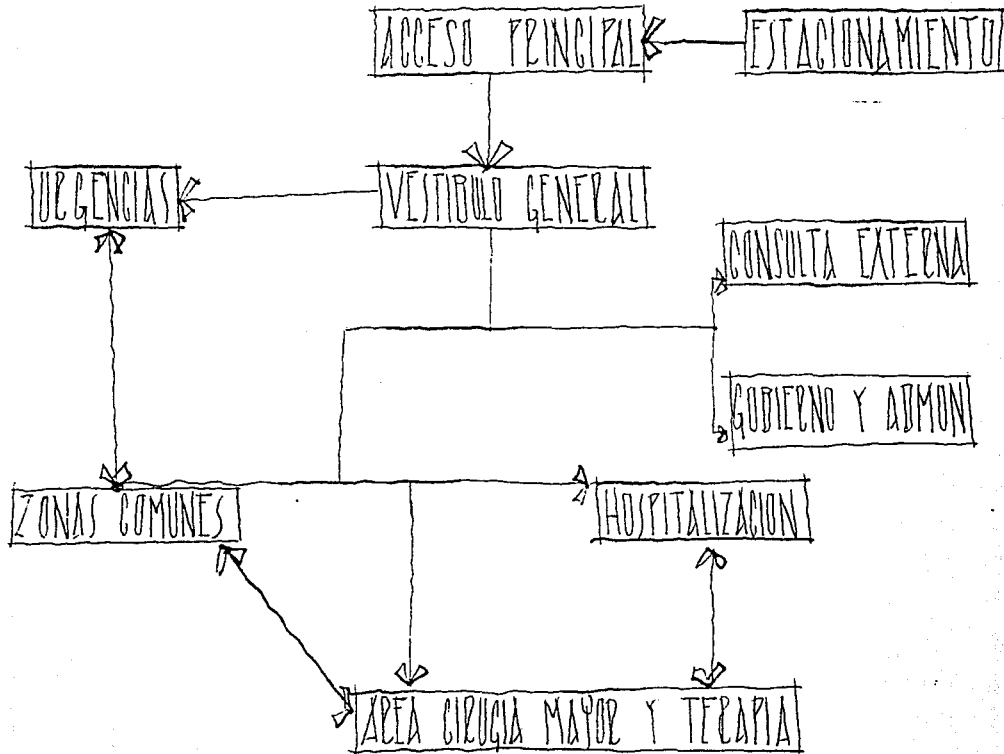 ACCESO PRINCIPAL
ESTACIONAMIENTO
URGENCIAS
VESTIBULO GENERAL
CONSULTA EXTERNA
GOBIERNO Y ADMON
ZONAS COMUNES
HOSPITALIZACION
AREA CIRUGIA MAYOR Y TERAPIA